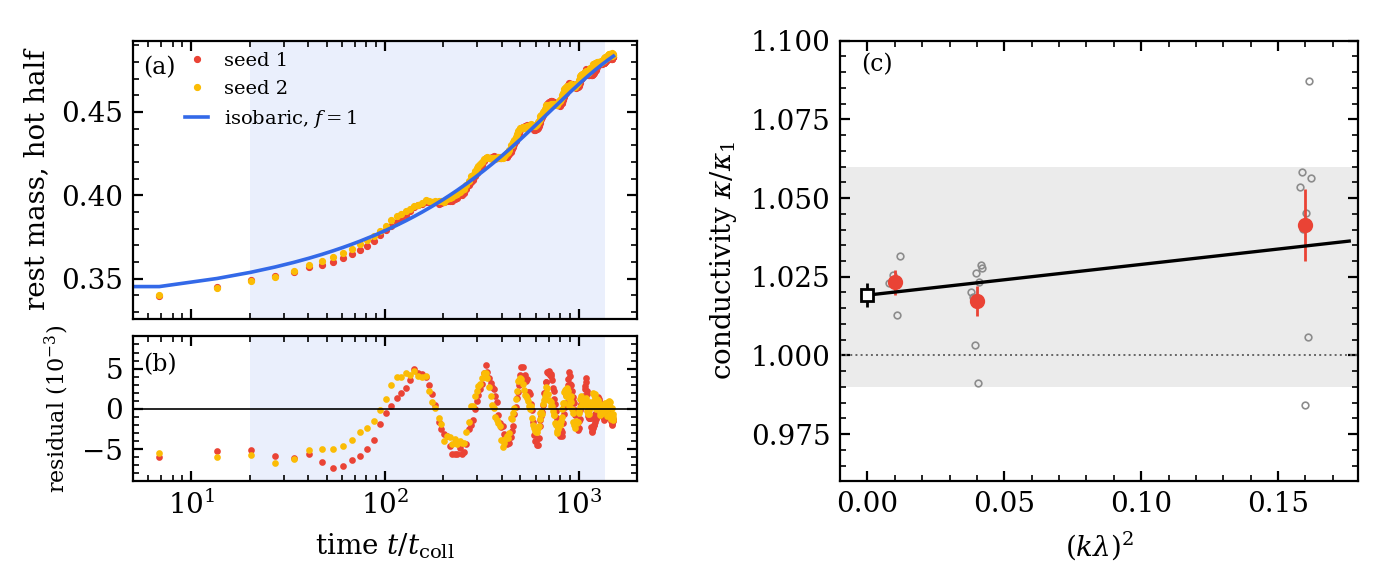 (a)
seed 1
seed 2
isobaric, f = 1
rest mass, hot half
0.45
0.40
0.35
(b)
residual (10⁻³)
5
0
−5
10¹
10²
10³
time t/t_coll
(c)
conductivity κ/κ₁
1.100
1.075
1.050
1.025
1.000
0.975
0.00
0.05
0.10
0.15
(kλ)²